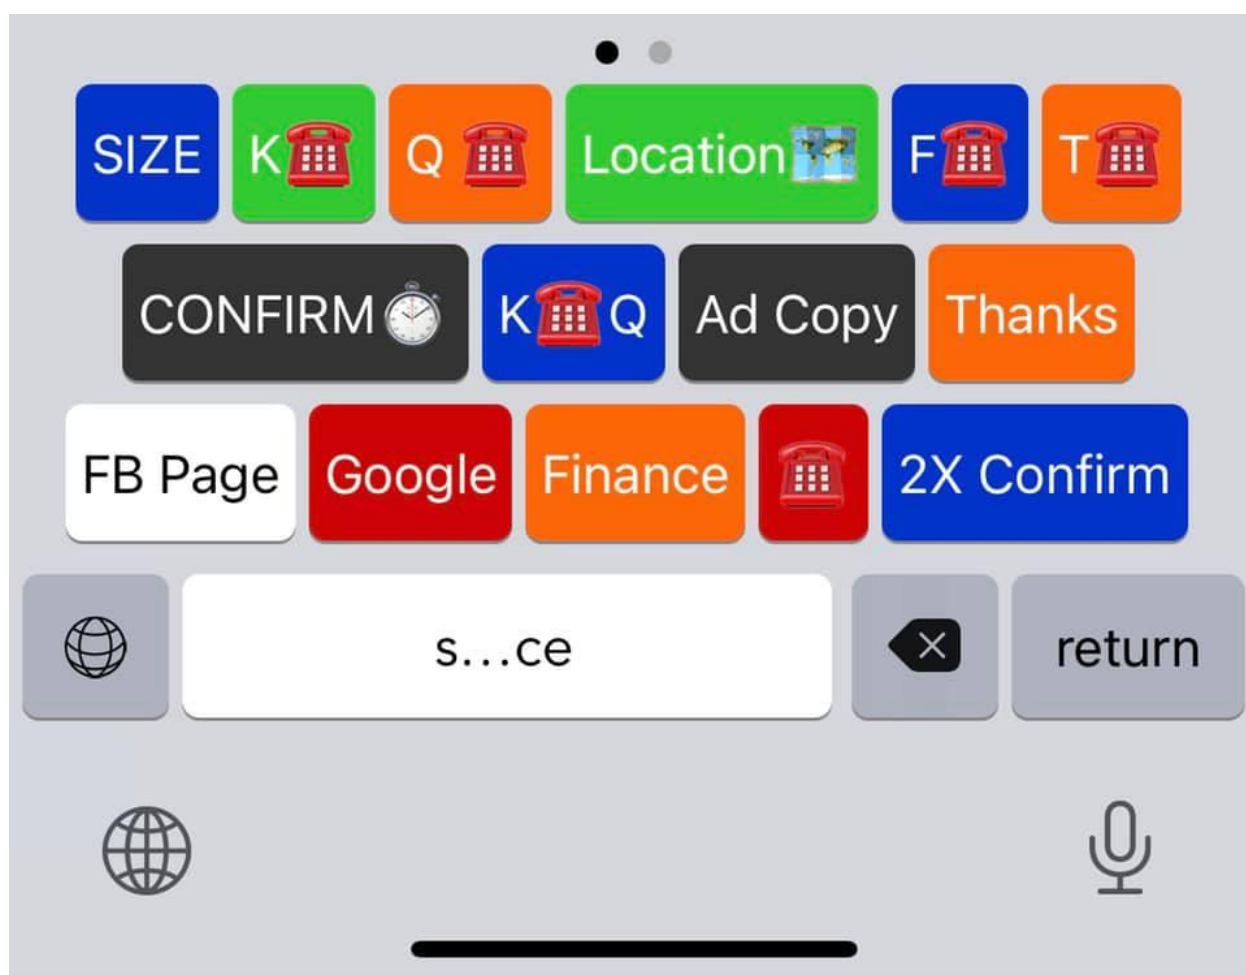 SIZE K☎️ Q ☎️ Location🗺️ F☎️ T☎️
CONFIRM⏱️ K☎️Q Ad Copy Thanks
FB Page Google Finance ☎️ 2X Confirm
s...ce return